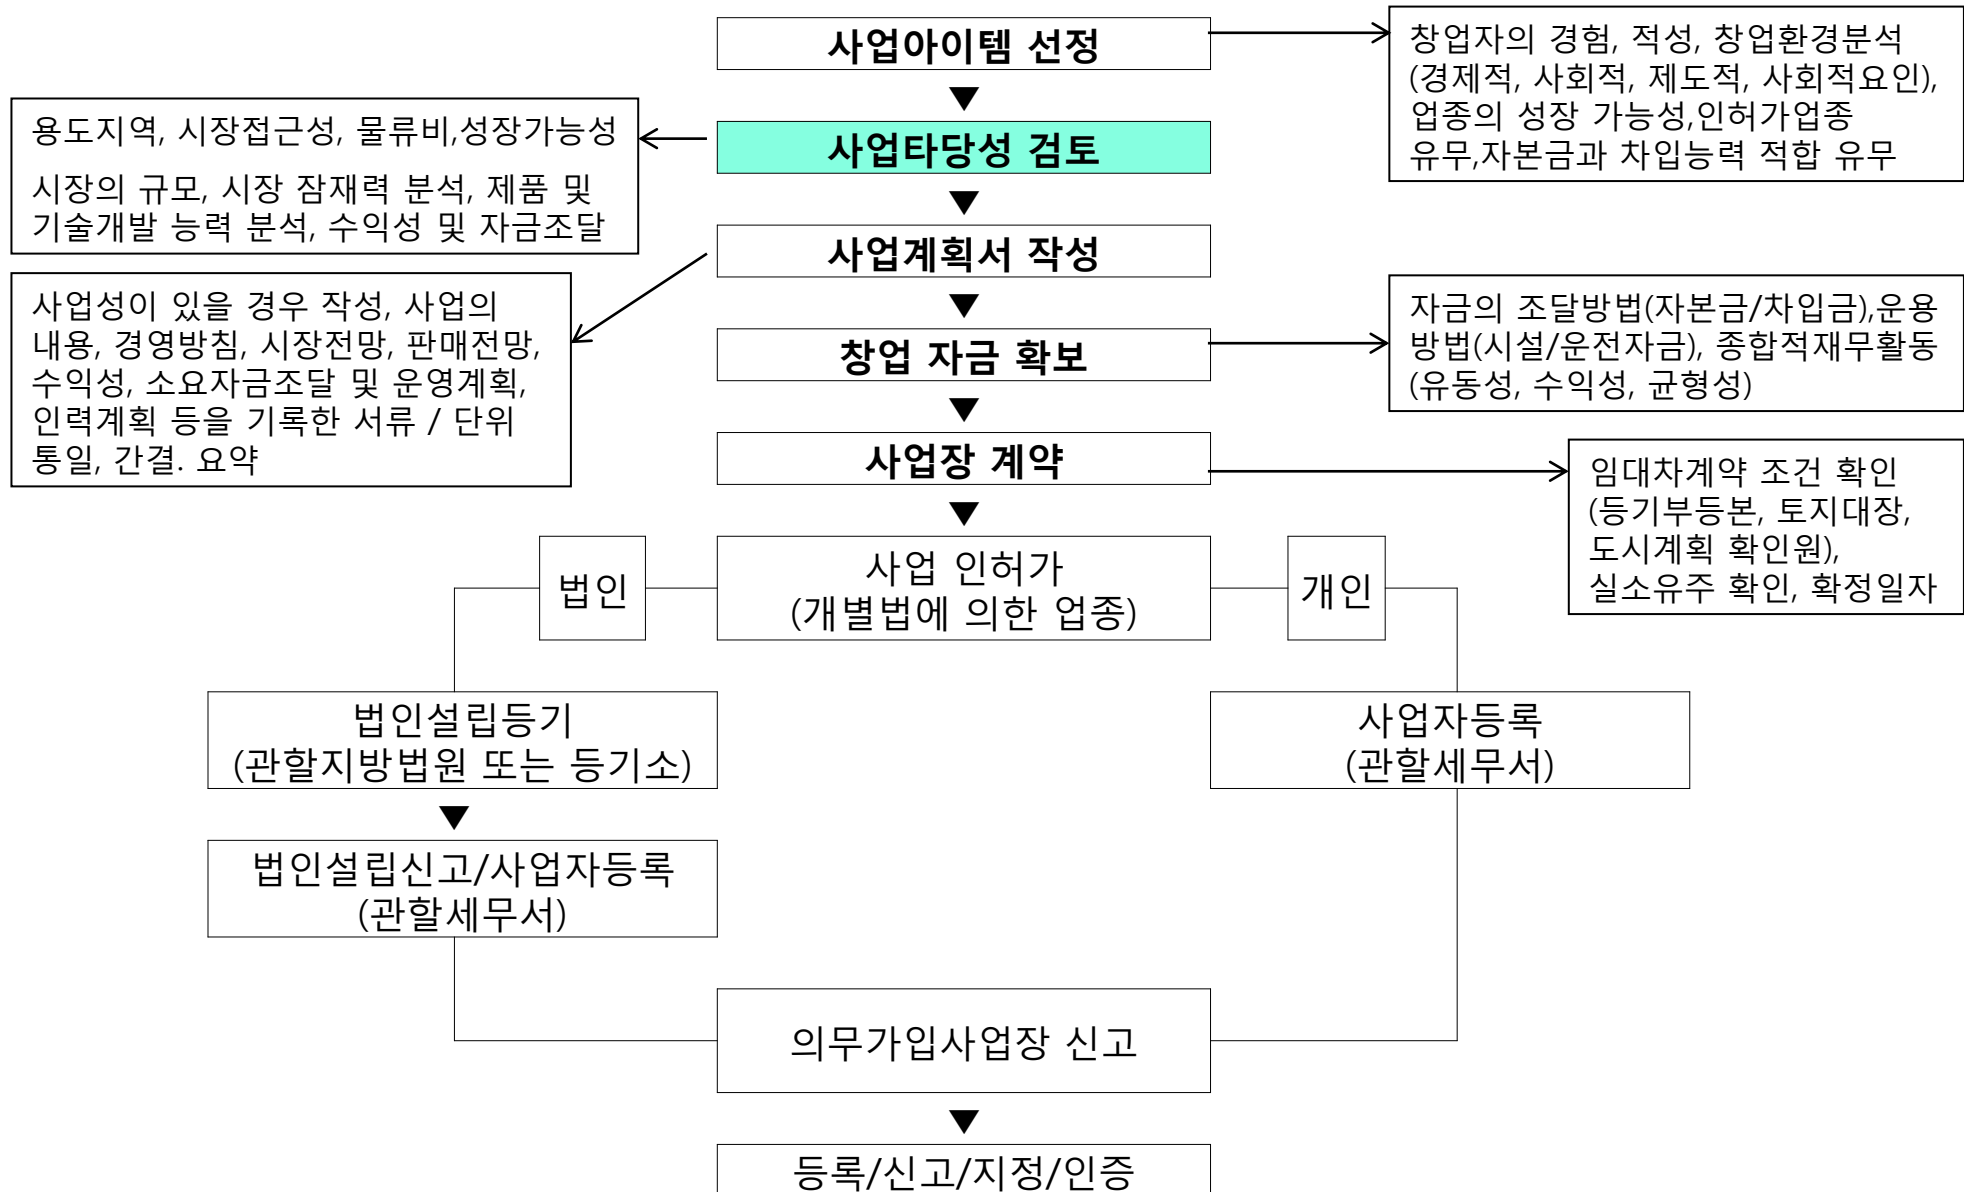 사업아이템 선정
창업자의 경험, 적성, 창업환경분석
(경제적, 사회적, 제도적, 사회적요인),
업종의 성장 가능성,인허가업종
유무,자본금과 차입능력 적합 유무
사업타당성 검토
용도지역, 시장접근성, 물류비,성장가능성
시장의 규모, 시장 잠재력 분석, 제품 및
기술개발 능력 분석, 수익성 및 자금조달
사업계획서 작성
사업성이 있을 경우 작성, 사업의
내용, 경영방침, 시장전망, 판매전망,
수익성, 소요자금조달 및 운영계획,
인력계획 등을 기록한 서류 / 단위
통일, 간결. 요약
창업 자금 확보
자금의 조달방법(자본금/차입금),운용
방법(시설/운전자금), 종합적재무활동
(유동성, 수익성, 균형성)
사업장 계약
임대차계약 조건 확인
(등기부등본, 토지대장,
도시계획 확인원),
실소유주 확인, 확정일자
법인
사업 인허가
(개별법에 의한 업종)
개인
법인설립등기
(관할지방법원 또는 등기소)
사업자등록
(관할세무서)
법인설립신고/사업자등록
(관할세무서)
의무가입사업장 신고
등록/신고/지정/인증